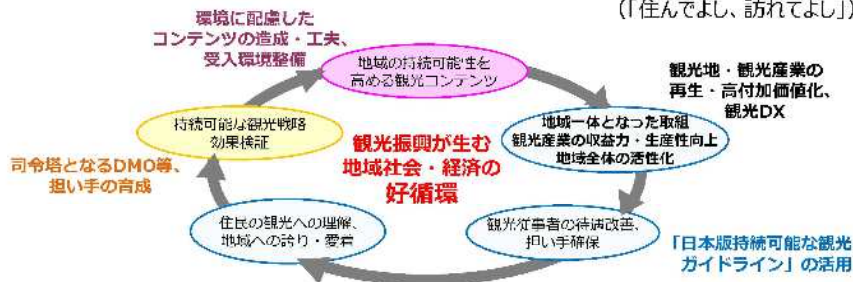 （「住んでよし、訪れてよし」）
環境に配慮した
コンテンツの造成・工夫、
受入環境整備
地域の持続可能性を
高める観光コンテンツ
観光地・観光産業の
再生・高付加価値化、
観光DX
地域一体となった取組
観光産業の収益力・生産性向上
地域全体の活性化
持続可能な観光戦略
効果検証
観光振興が生む
地域社会・経済の
好循環
司令塔となるDMO等、
担い手の育成
住民の観光への理解、
地域への誇り・愛着
観光従事者の待遇改善、
担い手確保
「日本版持続可能な観光
ガイドライン」の活用